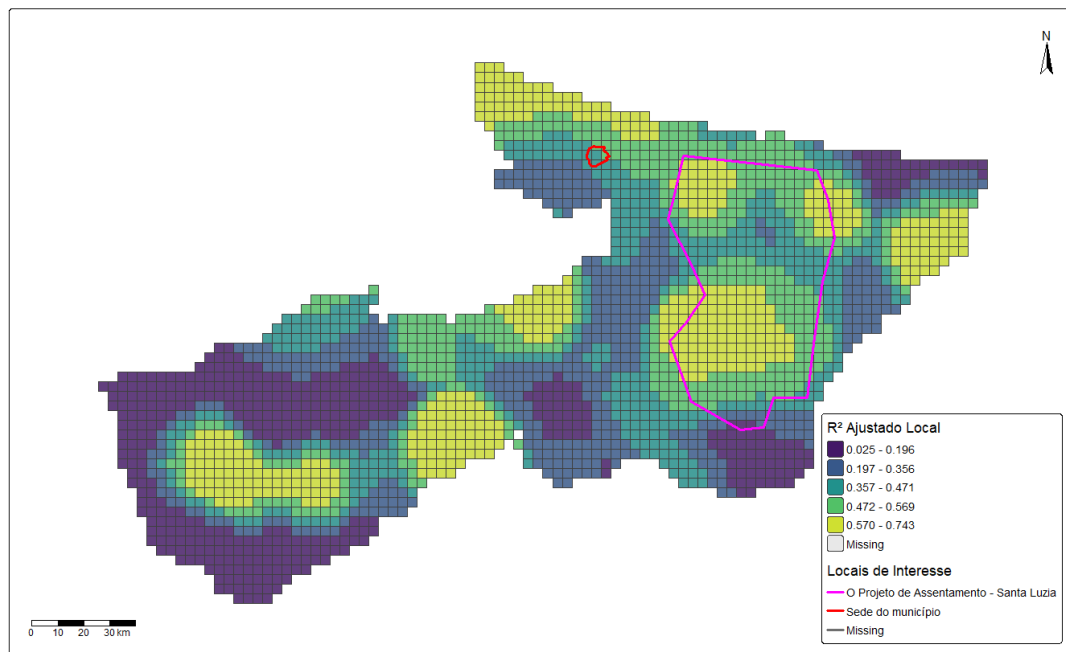 N
R² Ajustado Local
0.025 - 0.196
0.197 - 0.356
0.357 - 0.471
0.472 - 0.569
0.570 - 0.743
Missing
Locais de Interesse
O Projeto de Assentamento - Santa Luzia
Sede do município
Missing
0 10 20 30 km